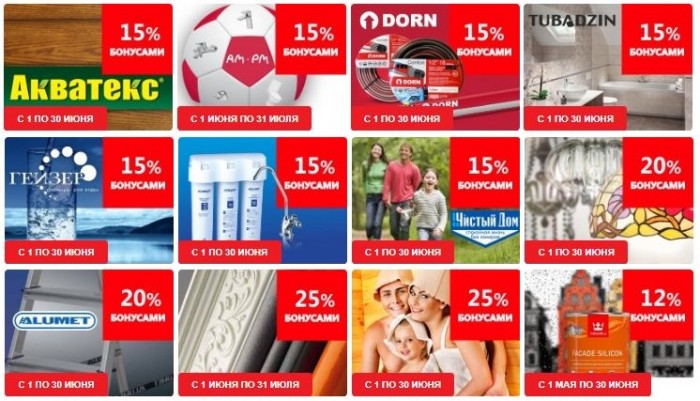 15%
БОНУСАМИ
Акватекс®
С 1 ПО 30 ИЮНЯ
15%
БОНУСАМИ
AM·PM
С 1 ИЮНЯ ПО 31 ИЮЛЯ
DORN
15%
БОНУСАМИ
DORN
С 1 ПО 30 ИЮНЯ
TUBADZIN
15%
БОНУСАМИ
С 1 ПО 30 ИЮНЯ
ГЕЙЗЕР
15%
БОНУСАМИ
С 1 ПО 30 ИЮНЯ
15%
БОНУСАМИ
С 1 ПО 30 ИЮНЯ
15%
БОНУСАМИ
Чистый Дом
С 1 ПО 30 ИЮНЯ
20%
БОНУСАМИ
С 1 ПО 30 ИЮНЯ
ALUMET
20%
БОНУСАМИ
С 1 ПО 30 ИЮНЯ
25%
БОНУСАМИ
С 1 ИЮНЯ ПО 31 ИЮЛЯ
25%
БОНУСАМИ
С 1 ПО 30 ИЮНЯ
12%
БОНУСАМИ
FACADE SILICON
С 1 МАЯ ПО 30 ИЮНЯ